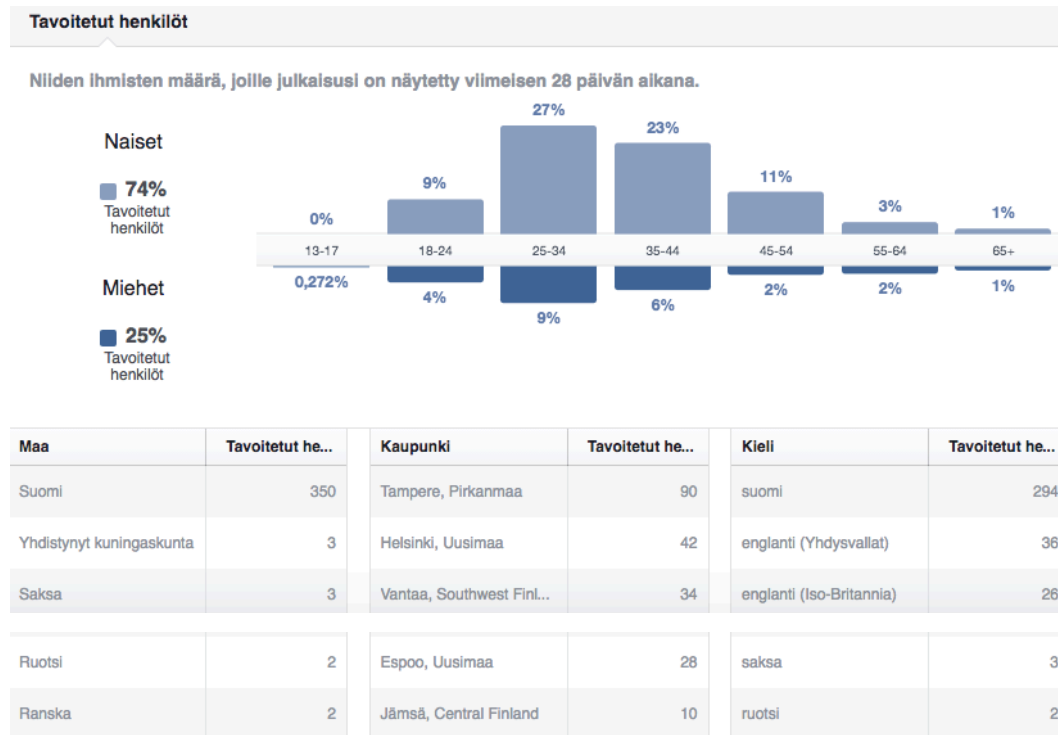 Tavoitetut henkilöt
Niiden ihmisten määrä, joille julkaisusi on näytetty viimeisen 28 päivän aikana.
Naiset
74%
Tavoitetut
henkilöt
0% 9% 27% 23% 11% 3% 1%
13-17 18-24 25-34 35-44 45-54 55-64 65+
0,272% 4% 9% 6% 2% 2% 1%
Miehet
25%
Tavoitetut
henkilöt
Maa Tavoitetut he... Kaupunki Tavoitetut he... Kieli Tavoitetut he...
Suomi 350 Tampere, Pirkanmaa 90 suomi 294
Yhdistynyt kuningaskunta 3 Helsinki, Uusimaa 42 englanti (Yhdysvallat) 36
Saksa 3 Vantaa, Southwest Finl... 34 englanti (Iso-Britannia) 26
Ruotsi 2 Espoo, Uusimaa 28 saksa 3
Ranska 2 Jämsä, Central Finland 10 ruotsi 2